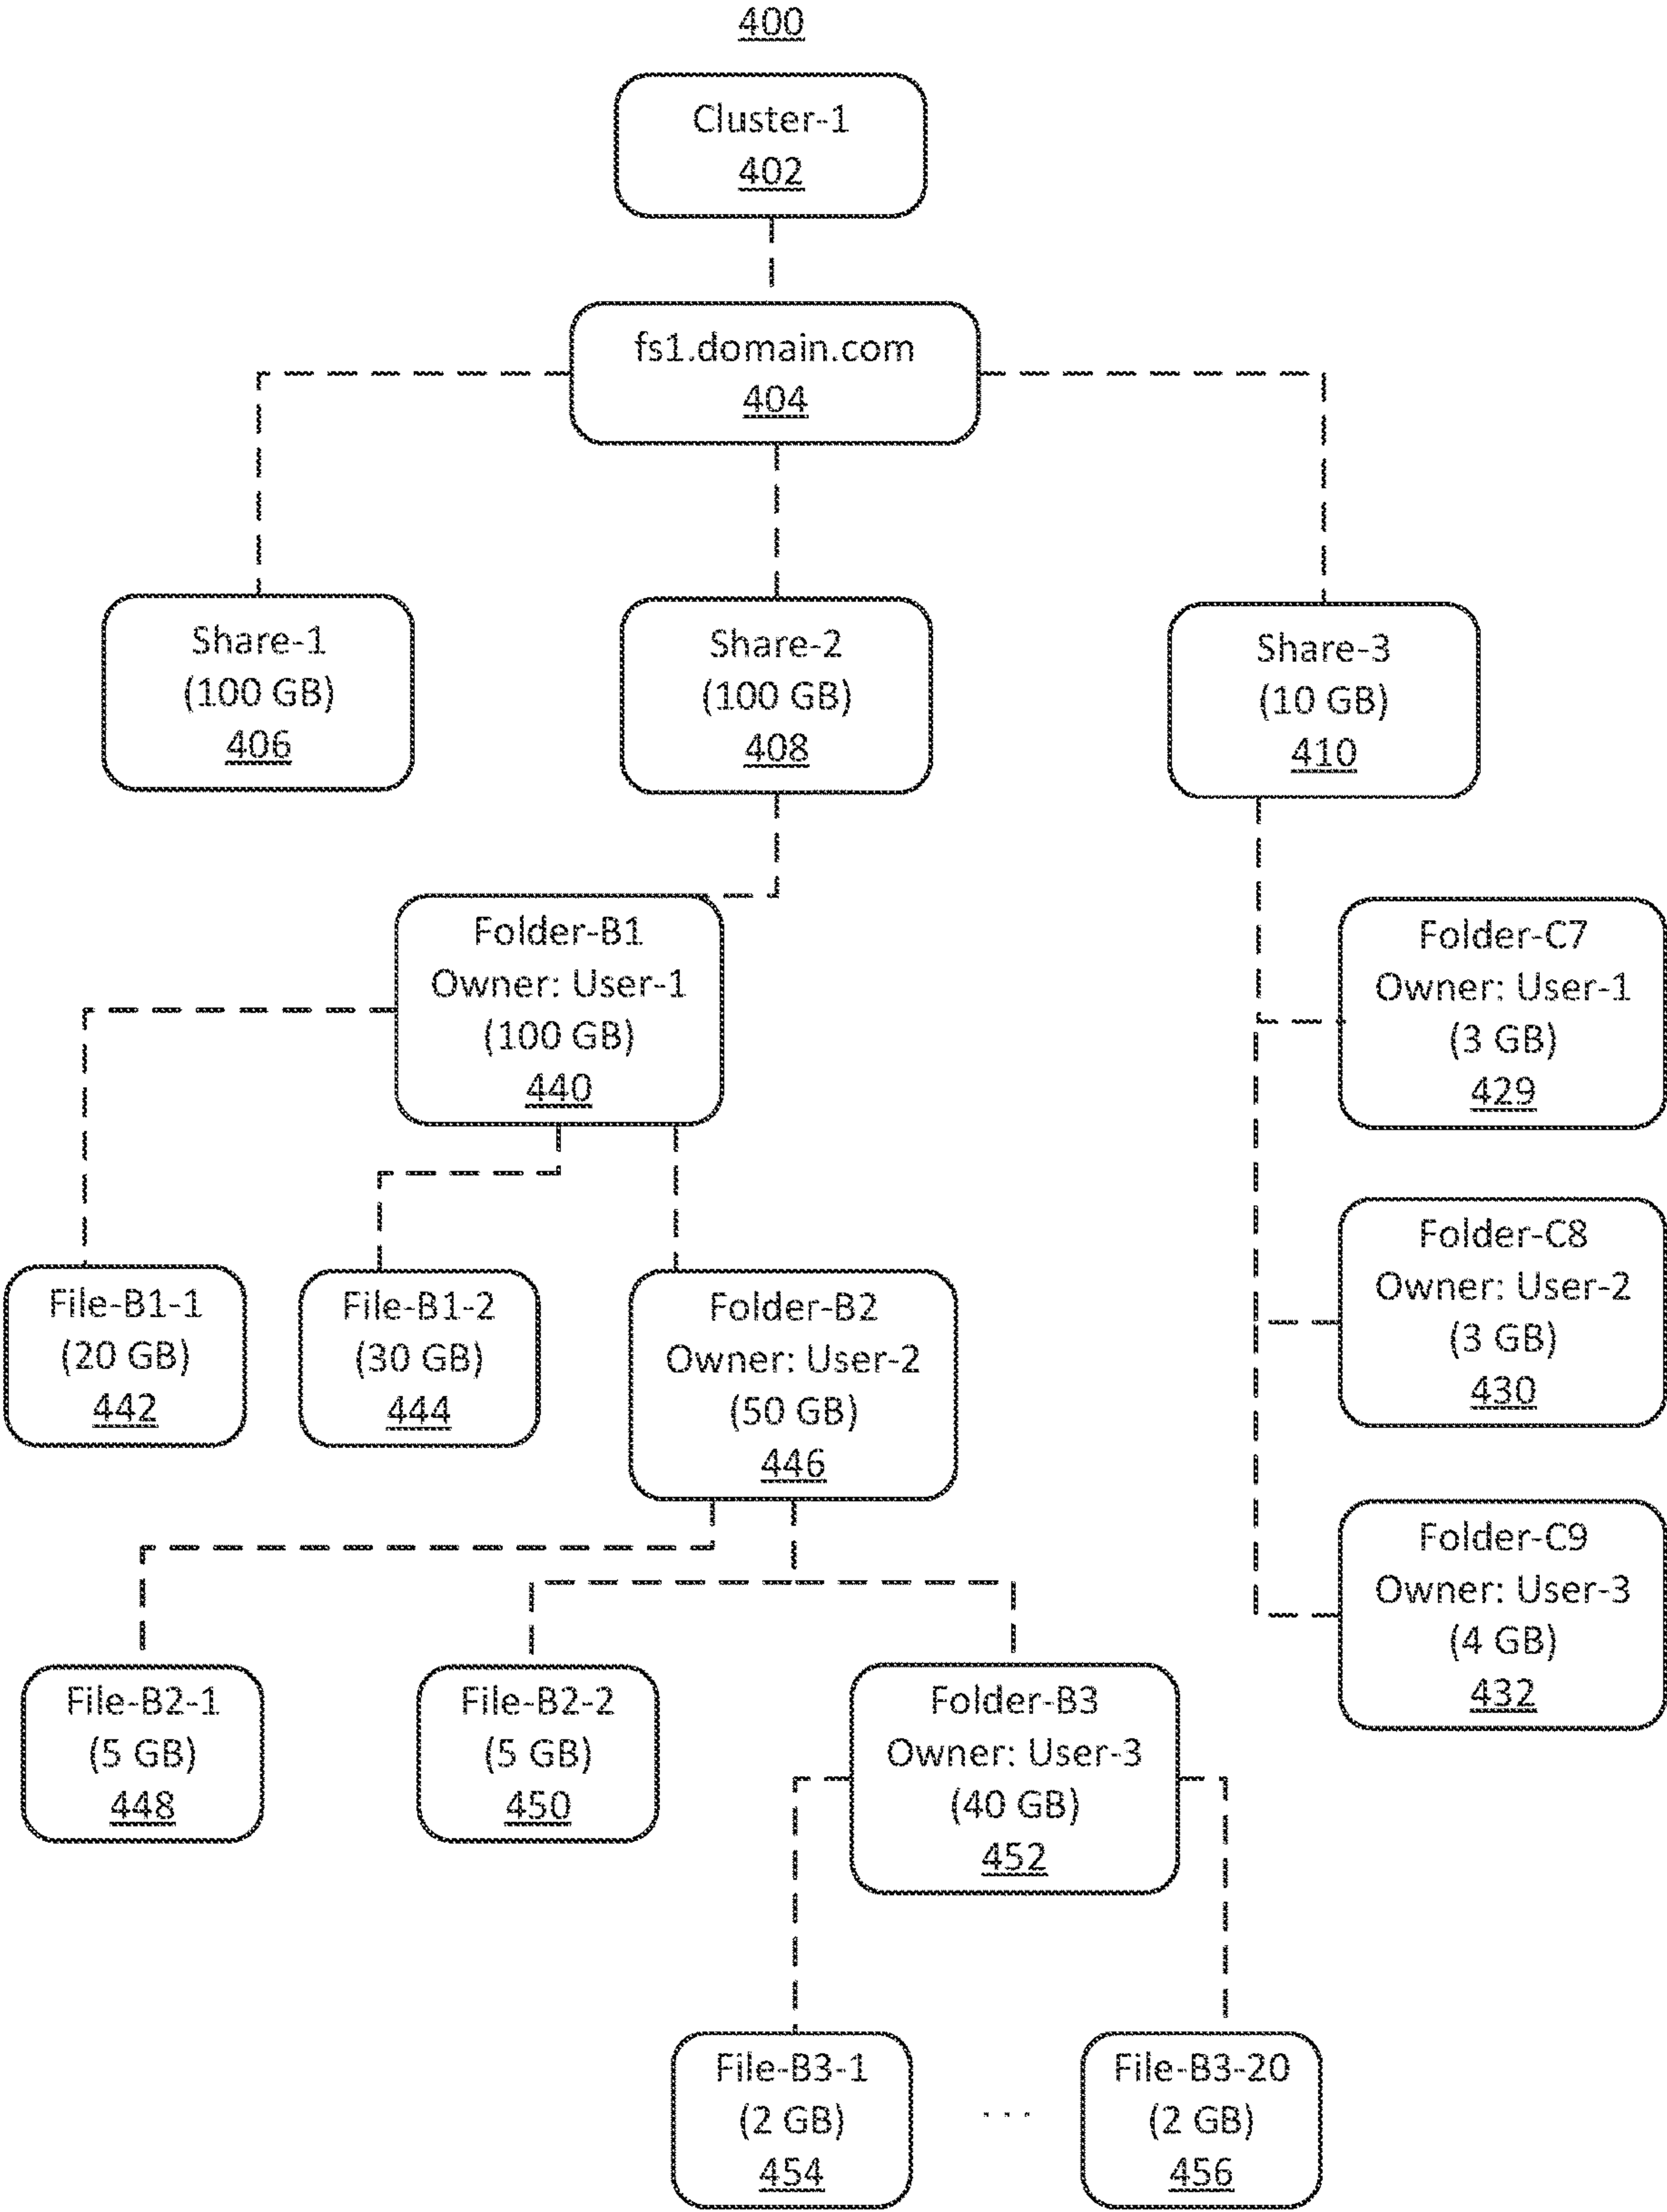 400
Cluster-1
402
fs1.domain.com
404
Share-1
(100 GB)
406
Share-2
(100 GB)
408
Share-3
(10 GB)
410
Folder-B1
Owner: User-1
(100 GB)
440
Folder-C7
Owner: User-1
(3 GB)
429
File-B1-1
(20 GB)
442
File-B1-2
(30 GB)
444
Folder-B2
Owner: User-2
(50 GB)
446
Folder-C8
Owner: User-2
(3 GB)
430
Folder-C9
Owner: User-3
(4 GB)
432
File-B2-1
(5 GB)
448
File-B2-2
(5 GB)
450
Folder-B3
Owner: User-3
(40 GB)
452
File-B3-1
(2 GB)
454
...
File-B3-20
(2 GB)
456